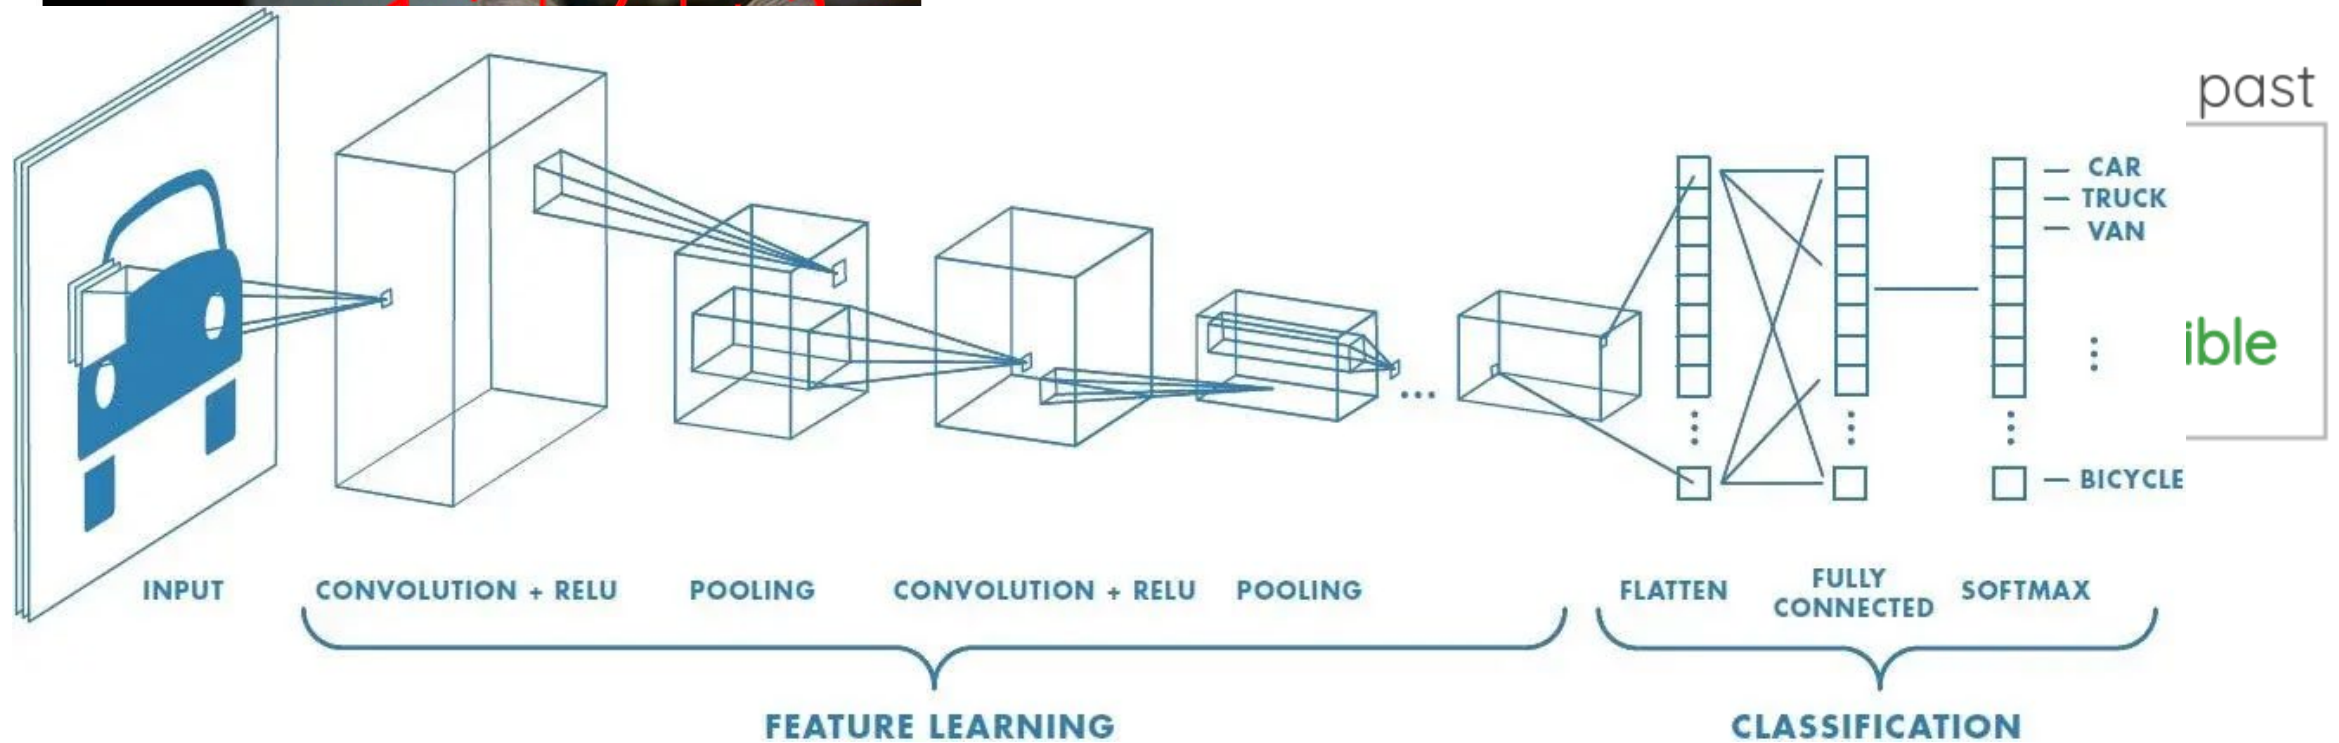 past
CAR
TRUCK
VAN
ible
BICYCLE
INPUT
CONVOLUTION + RELU
POOLING
CONVOLUTION + RELU
POOLING
FLATTEN
FULLY
CONNECTED
SOFTMAX
FEATURE LEARNING
CLASSIFICATION